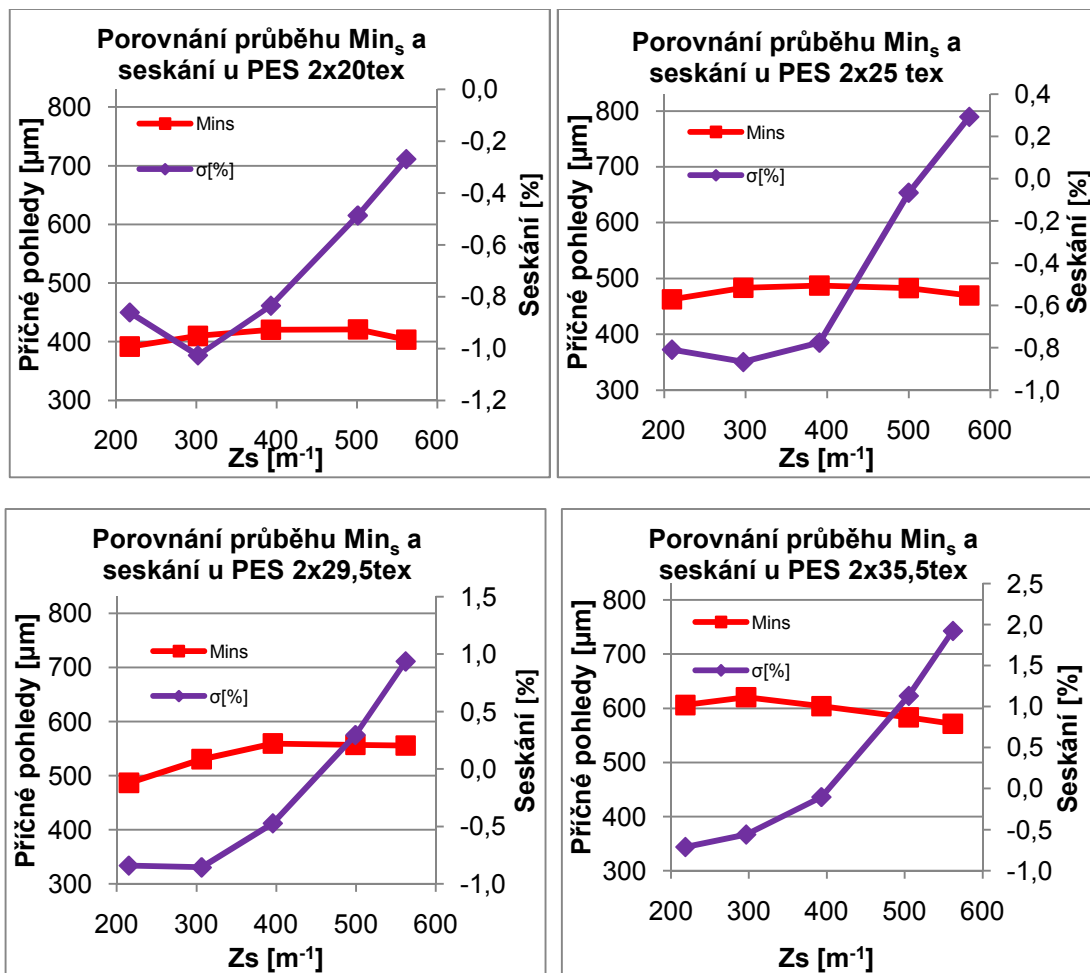 Porovnání průběhu Mins a
seskání u PES 2x20tex
Příčné pohledy [µm]
800
700
600
500
400
300
Mins
σ[%]
0,0
-0,2
-0,4
-0,6
-0,8
-1,0
-1,2
Seskání [%]
200 300 400 500 600
Zs [m-1]
Porovnání průběhu Mins a
seskání u PES 2x25 tex
Příčné pohledy [µm]
800
700
600
500
400
300
Mins
σ[%]
0,4
0,2
0,0
-0,2
-0,4
-0,6
-0,8
-1,0
Seskání [%]
200 300 400 500 600
Zs [m-1]
Porovnání průběhu Mins a
seskání u PES 2x29,5tex
Příčné pohledy [µm]
800
700
600
500
400
300
Mins
σ[%]
1,5
1,0
0,5
0,0
-0,5
-1,0
Seskání [%]
200 300 400 500 600
Zs [m-1]
Porovnání průběhu Mins a
seskání u PES 2x35,5tex
Příčné pohledy [µm]
800
700
600
500
400
300
Mins
σ[%]
2,5
2,0
1,5
1,0
0,5
0,0
-0,5
-1,0
Seskání [%]
200 300 400 500 600
Zs [m-1]